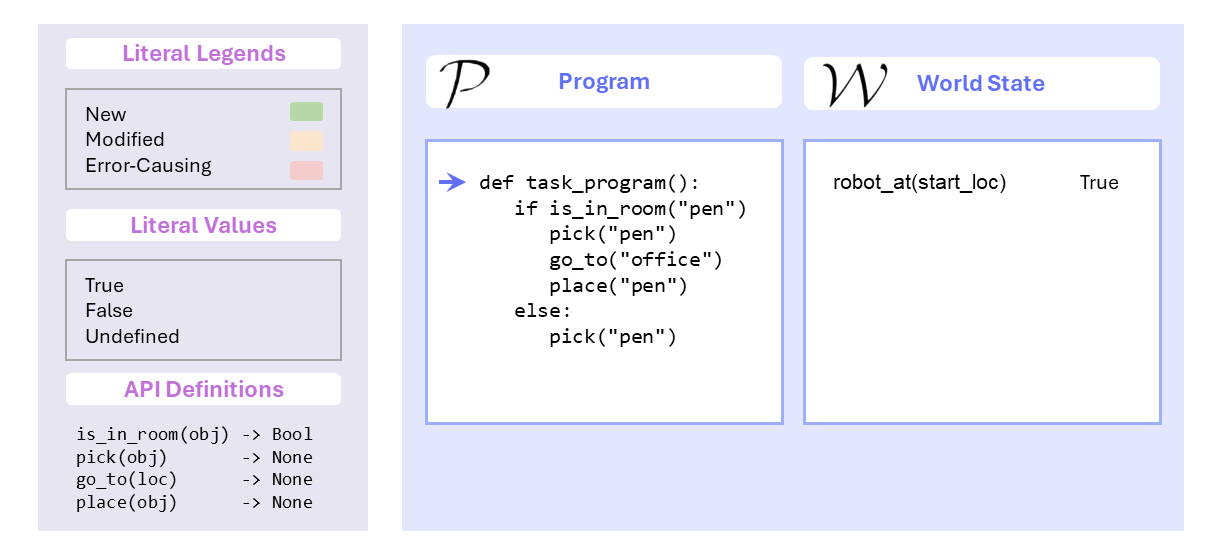 Literal Legends
New
Modified
Error-Causing
Literal Values
True
False
Undefined
API Definitions
is_in_room(obj) -> Bool
pick(obj) -> None
go_to(loc) -> None
place(obj) -> None
P Program
def task_program():
if is_in_room("pen")
pick("pen")
go_to("office")
place("pen")
else:
pick("pen")
W World State
robot_at(start_loc) True